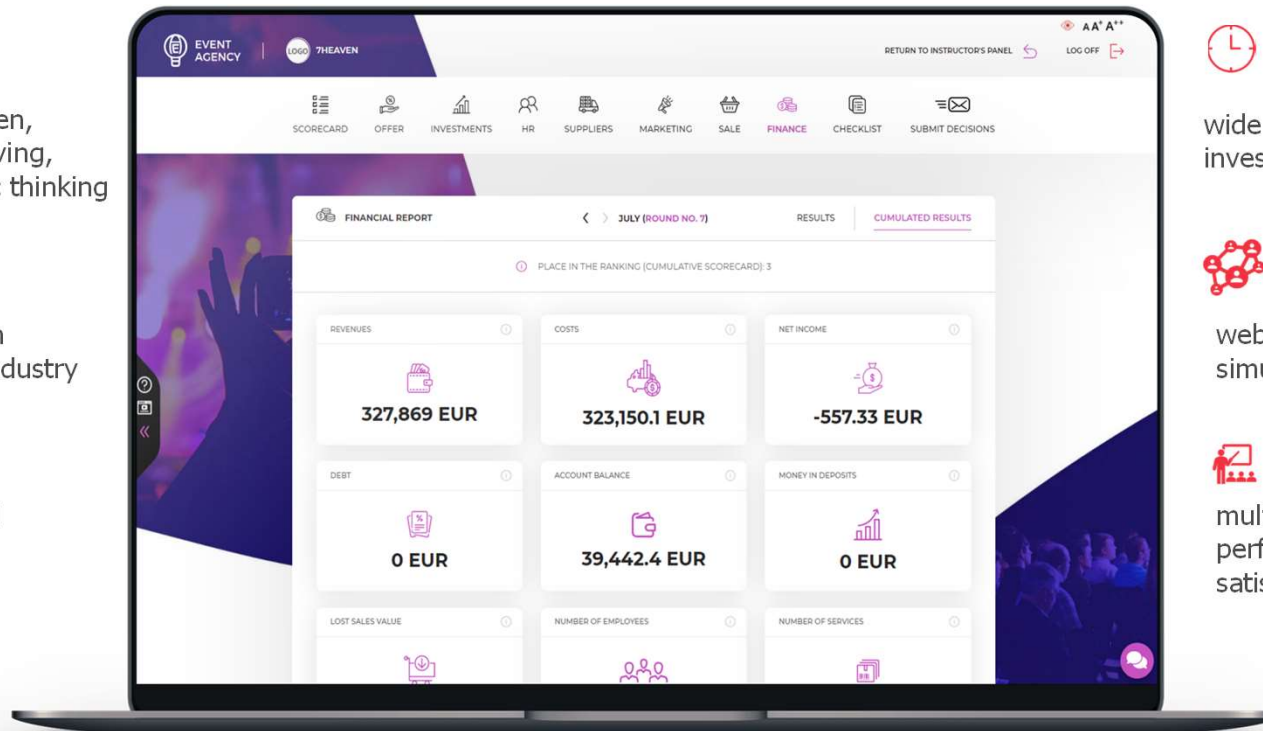 EVENT
AGENCY
LOGO 7HEAVEN
A A+ A++
RETURN TO INSTRUCTOR'S PANEL
LOG OFF
SCORECARD OFFER INVESTMENTS HR SUPPLIERS MARKETING SALE FINANCE CHECKLIST SUBMIT DECISIONS
thinking
dustry
FINANCIAL REPORT
JULY (ROUND NO. 7)
RESULTS
CUMULATED RESULTS
PLACE IN THE RANKING (CUMULATIVE SCORECARD): 3
REVENUES
327,869 EUR
COSTS
323,150.1 EUR
NET INCOME
-557.33 EUR
DEBT
0 EUR
ACCOUNT BALANCE
39,442.4 EUR
MONEY IN DEPOSITS
0 EUR
LOST SALES VALUE
NUMBER OF EMPLOYEES
NUMBER OF SERVICES
wide
inves
web
simu
mul
perf
satis